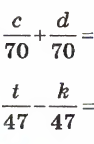 c/70 + d/70 =
t/47 − k/47 =